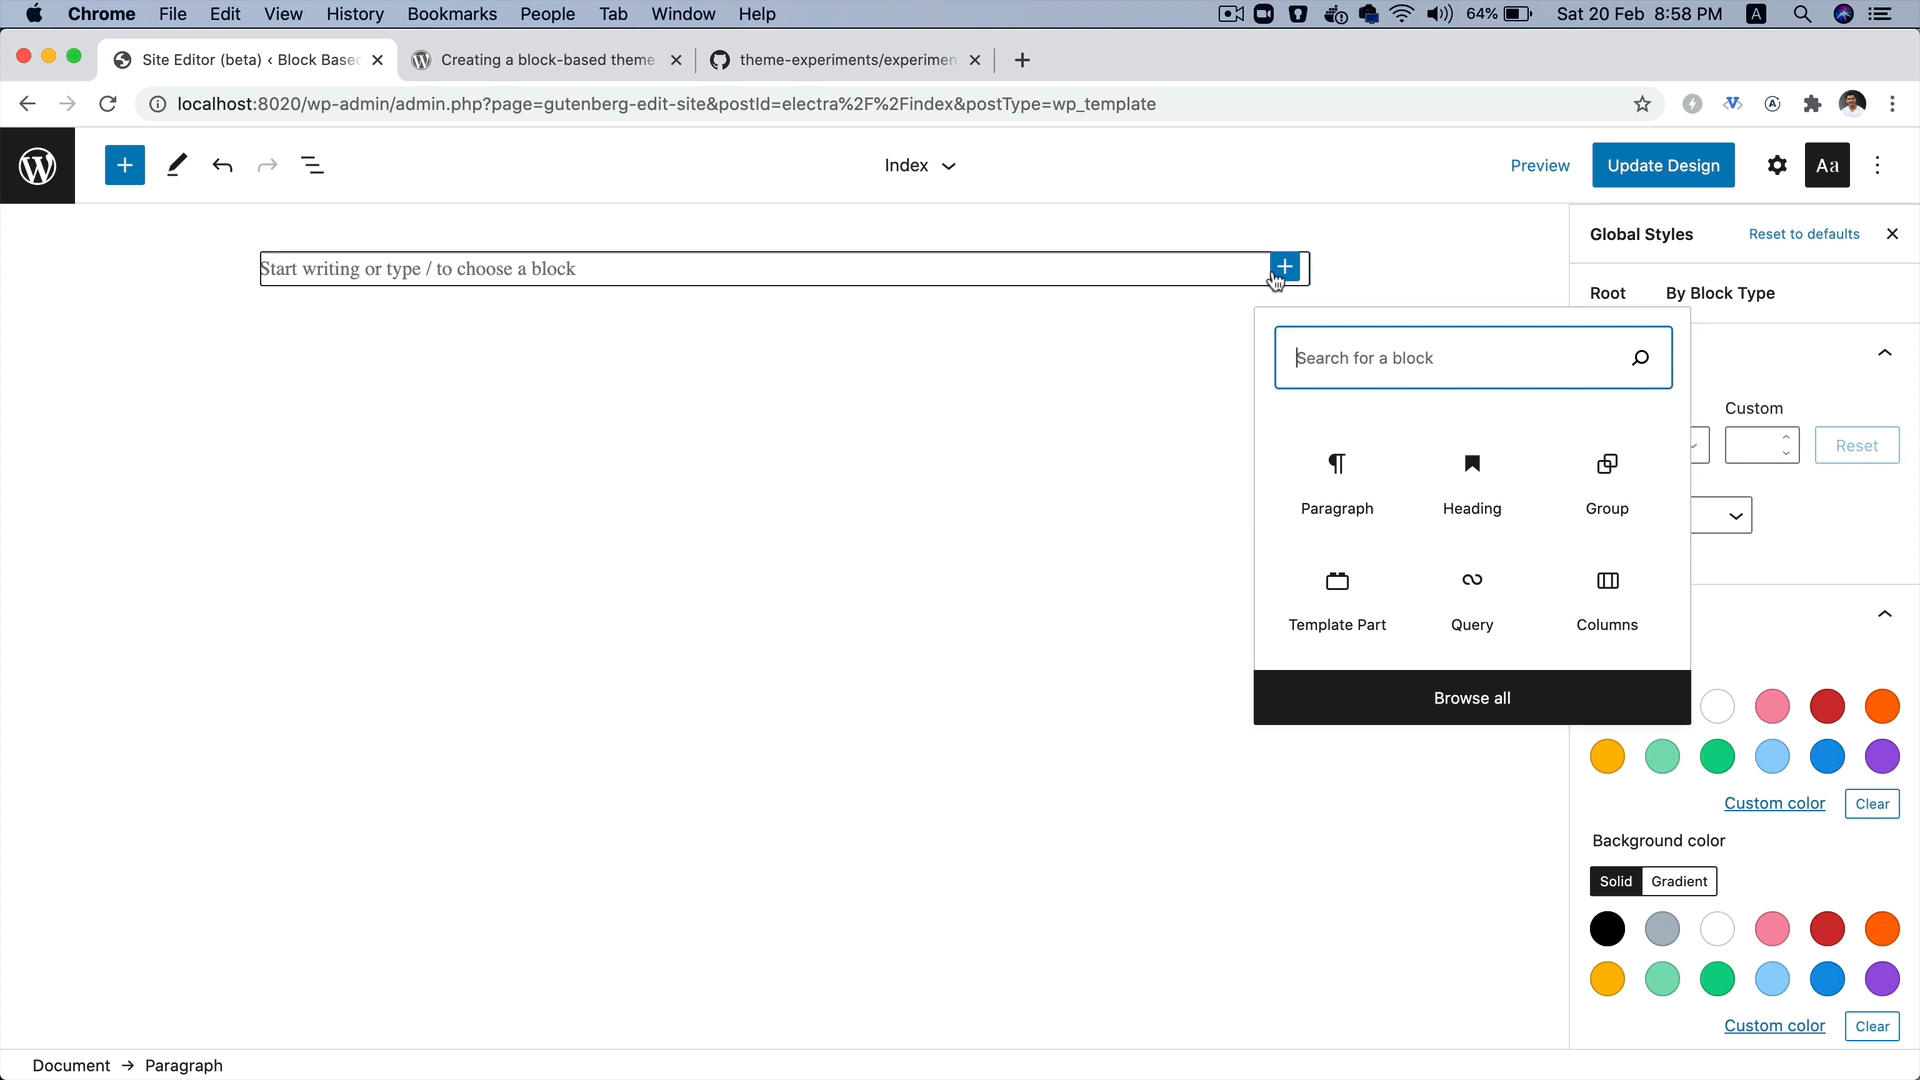 Chrome File Edit View History Bookmarks People Tab Window Help 64% Sat 20 Feb 8:58 PM A
Site Editor (beta) ‹ Block Base
Creating a block-based theme
theme-experiments/experimen
localhost:8020/wp-admin/admin.php?page=gutenberg-edit-site&postId=electra%2F%2Findex&postType=wp_template
Index
Preview
Update Design
Aa
Start writing or type / to choose a block
Global Styles
Reset to defaults
Root
By Block Type
Search for a block
Custom
Reset
Paragraph
Heading
Group
Template Part
Query
Columns
Browse all
Custom color
Clear
Background color
Solid
Gradient
Custom color
Clear
Document → Paragraph